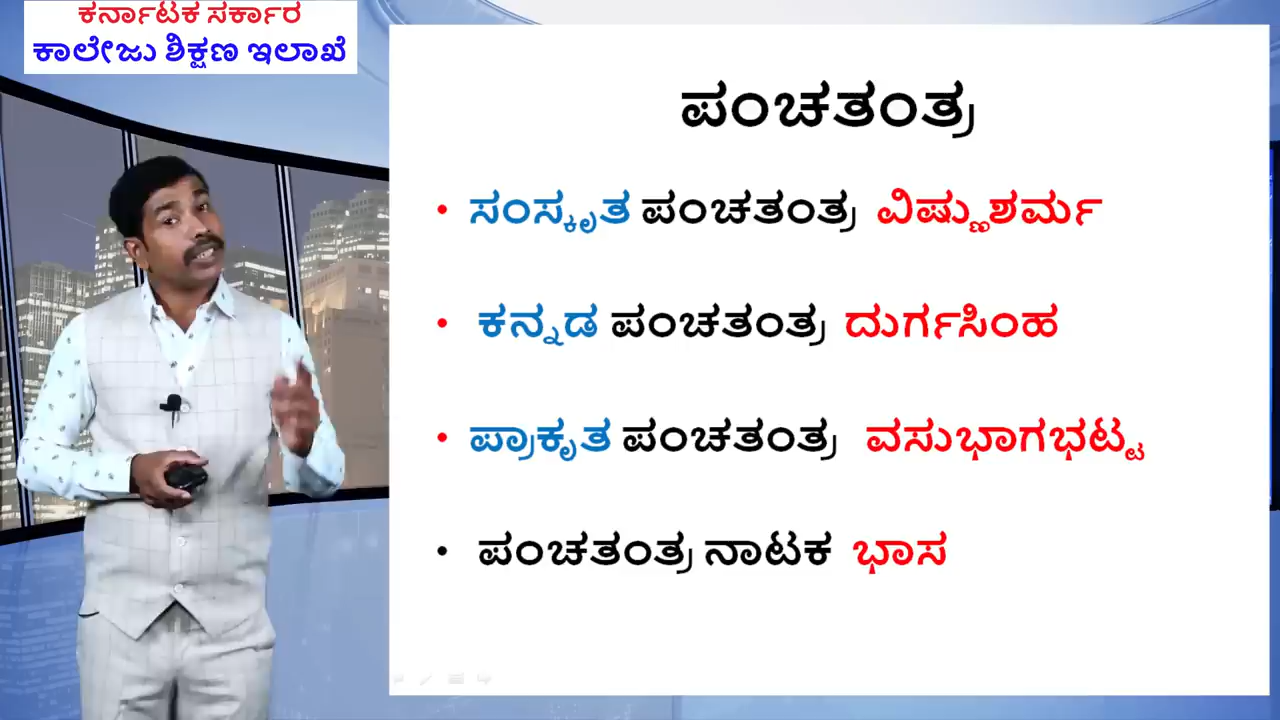 ಕರ್ನಾಟಕ ಸರ್ಕಾರ
ಕಾಲೇಜು ಶಿಕ್ಷಣ ಇಲಾಖೆ
ಪಂಚತಂತ್ರ
• ಸಂಸ್ಕೃತ ಪಂಚತಂತ್ರ ವಿಷ್ಣುಶರ್ಮ
• ಕನ್ನಡ ಪಂಚತಂತ್ರ ದುರ್ಗಸಿಂಹ
• ಪ್ರಾಕೃತ ಪಂಚತಂತ್ರ ವಸುಭಾಗಭಟ್ಟ
• ಪಂಚತಂತ್ರ ನಾಟಕ ಭಾಸ